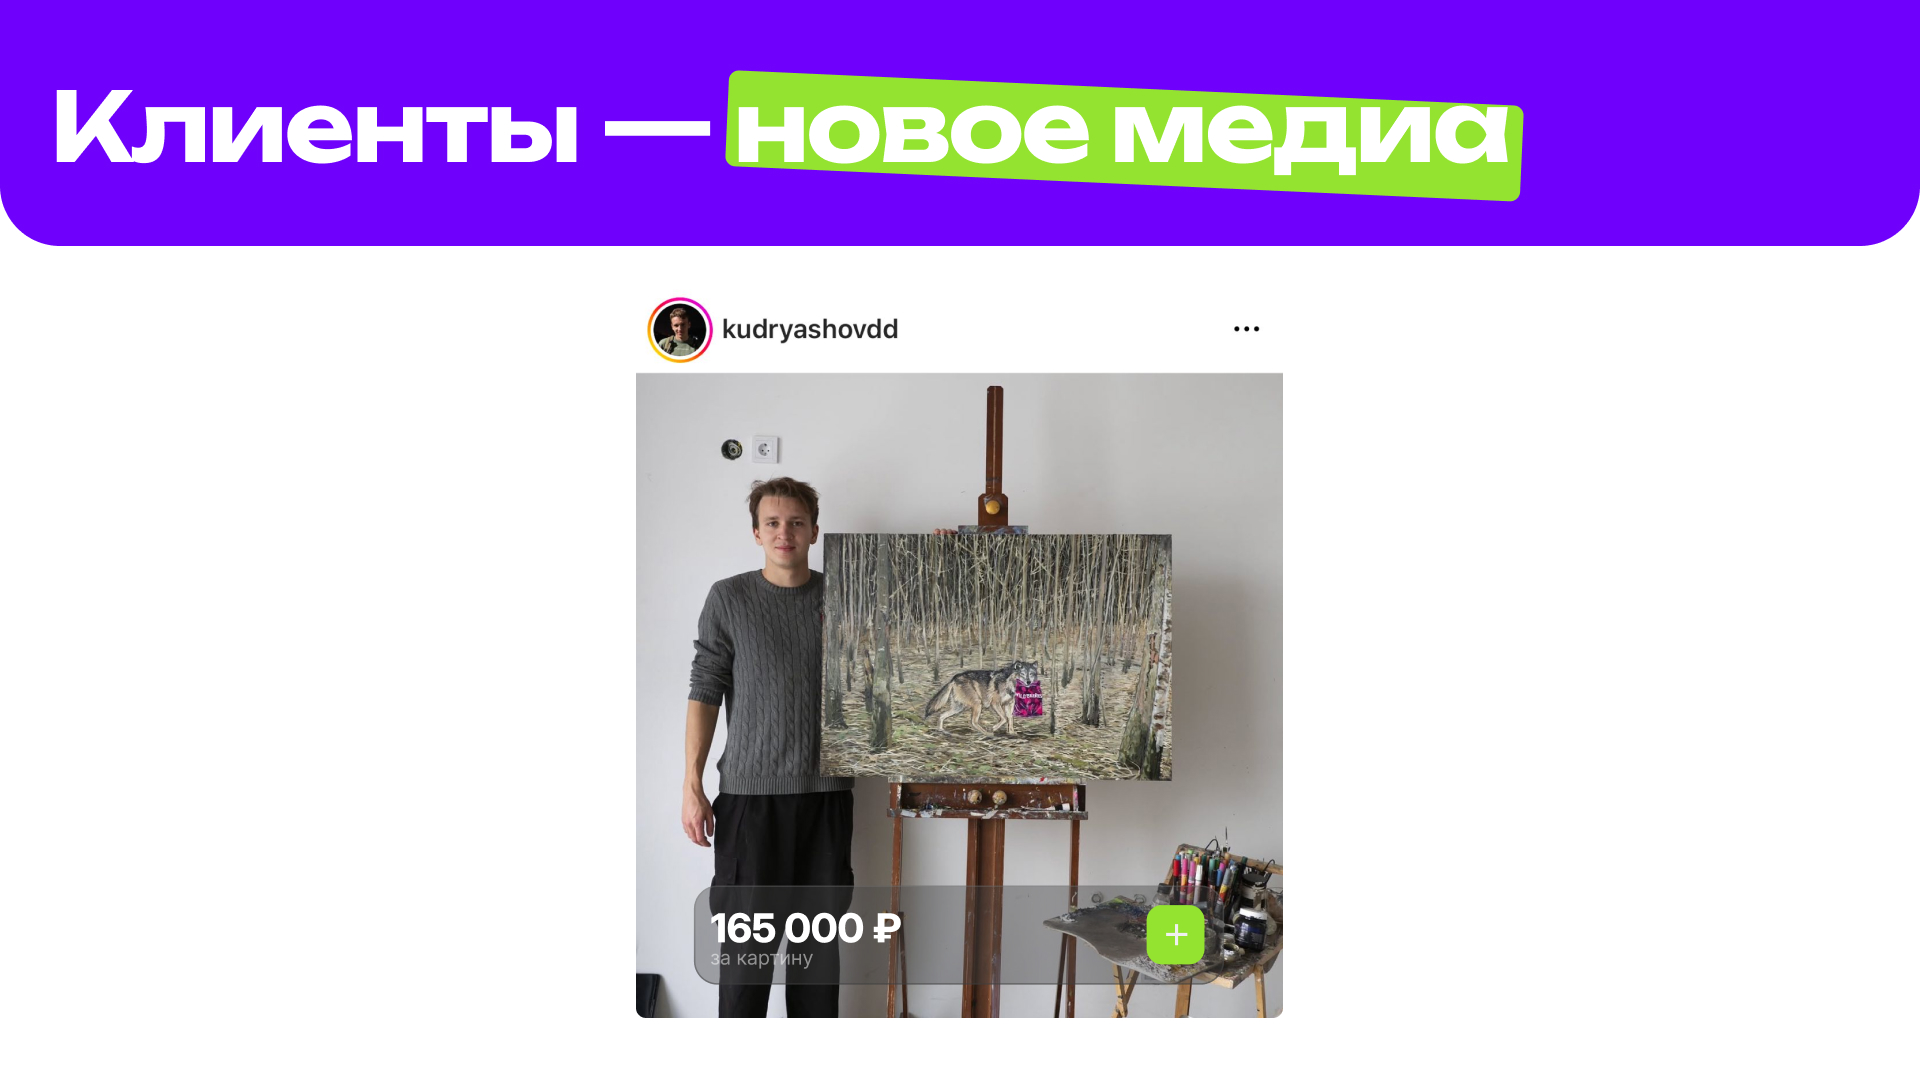 Клиенты — новое медиа
kudryashovdd
165 000 ₽
за картину